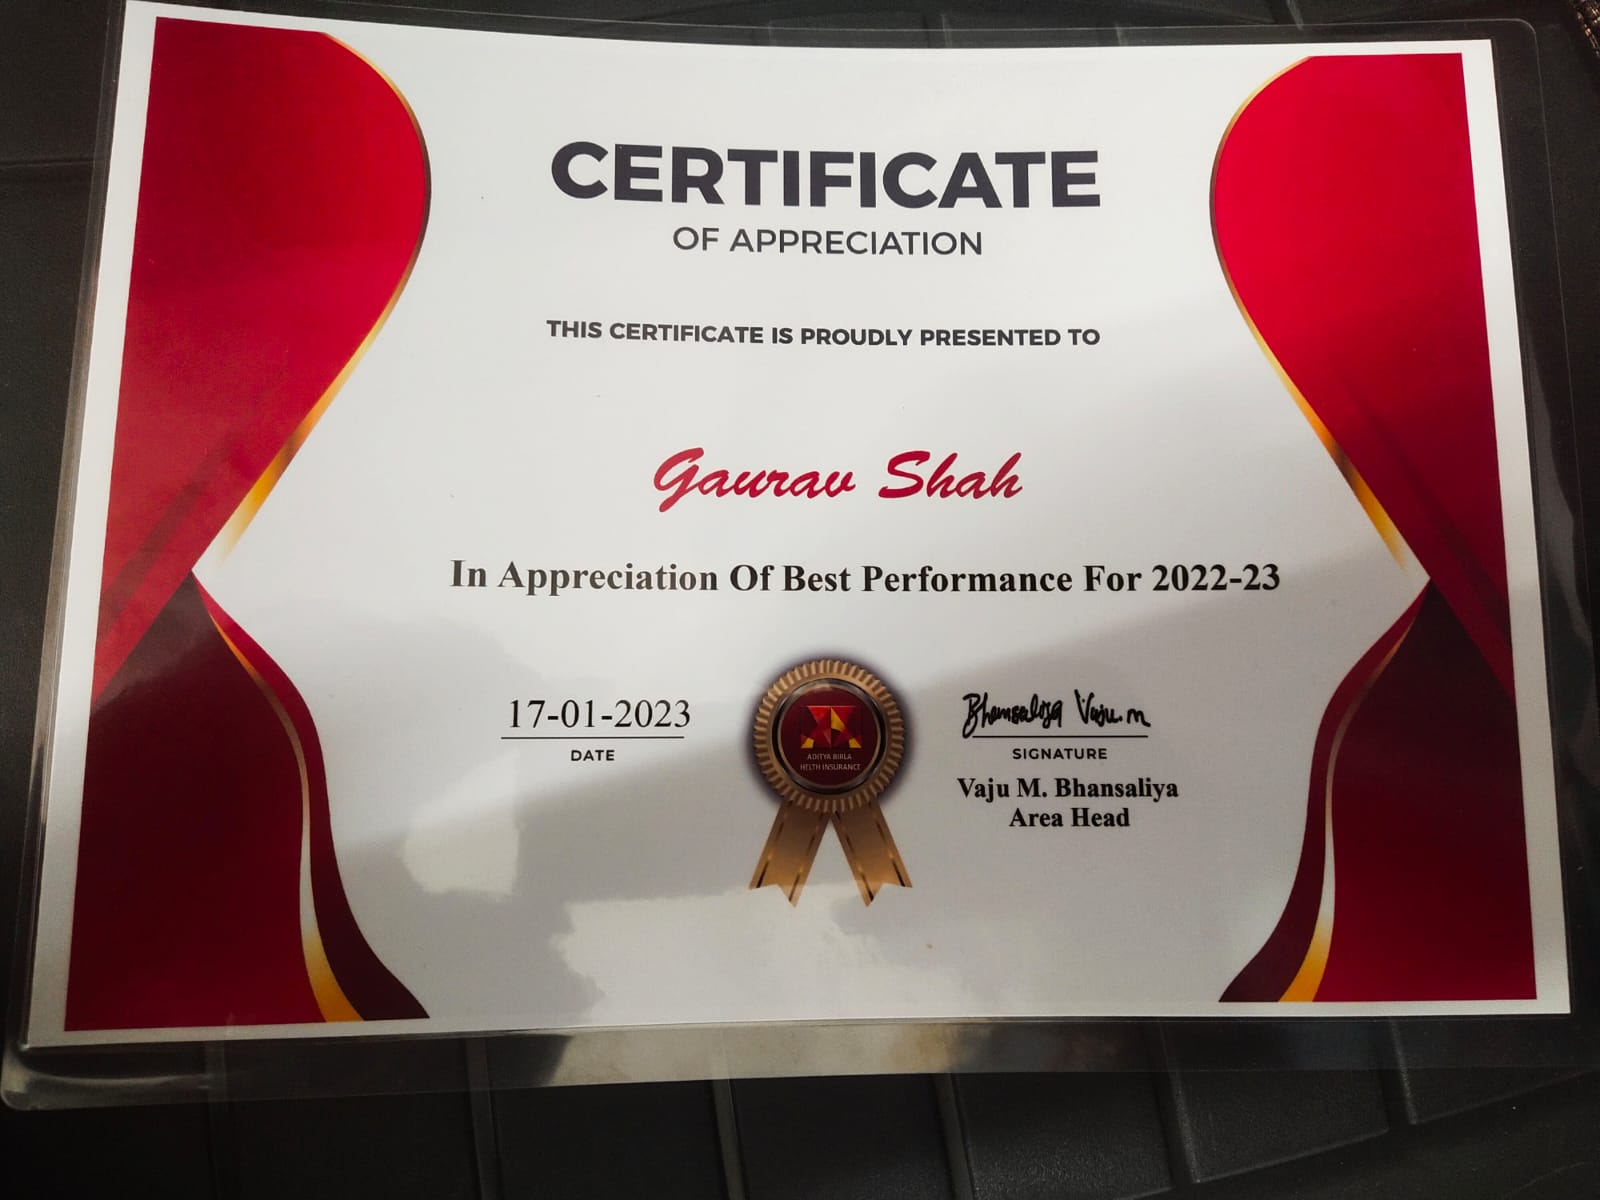 CERTIFICATE
OF APPRECIATION
THIS CERTIFICATE IS PROUDLY PRESENTED TO
Gaurav Shah
In Appreciation Of Best Performance For 2022-23
17-01-2023
DATE
ADITYA BIRLA
HELTH INSURANCE
Bhansaliya Vaju.m
SIGNATURE
Vaju M. Bhansaliya
Area Head